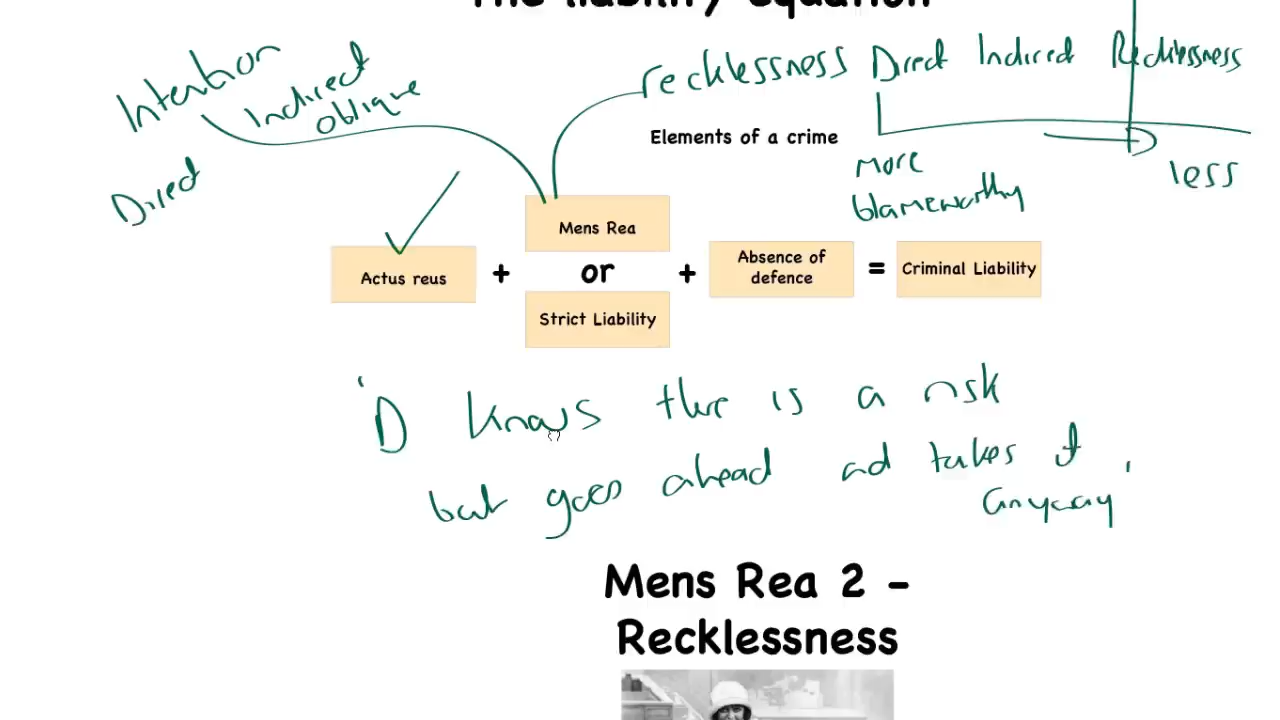 The liability equation
Intention
Indirect
oblique
Direct
recklessness
Direct Indirect Recklessness
Elements of a crime
more
blameworthy
less
Mens Rea
Actus reus
+
or
+
Absence of
defence
=
Criminal Liability
Strict Liability
'D knows there is a risk
but goes ahead and takes it
anyway'
Mens Rea 2 -
Recklessness